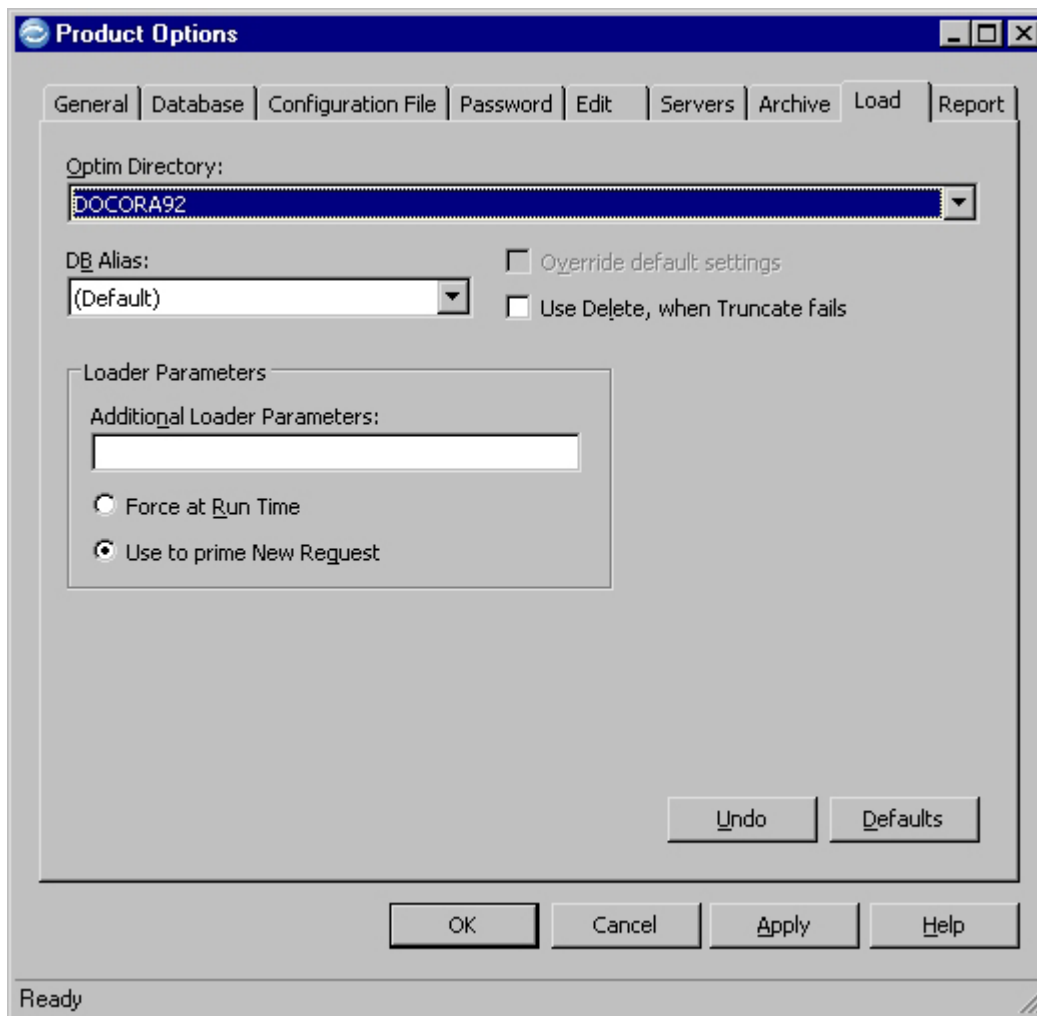 Product Options
General Database Configuration File Password Edit Servers Archive Load Report
Optim Directory:
DOCORA92
DB Alias:
(Default)
Override default settings
Use Delete, when Truncate fails
Loader Parameters
Additional Loader Parameters:
Force at Run Time
Use to prime New Request
Undo Defaults
OK Cancel Apply Help
Ready